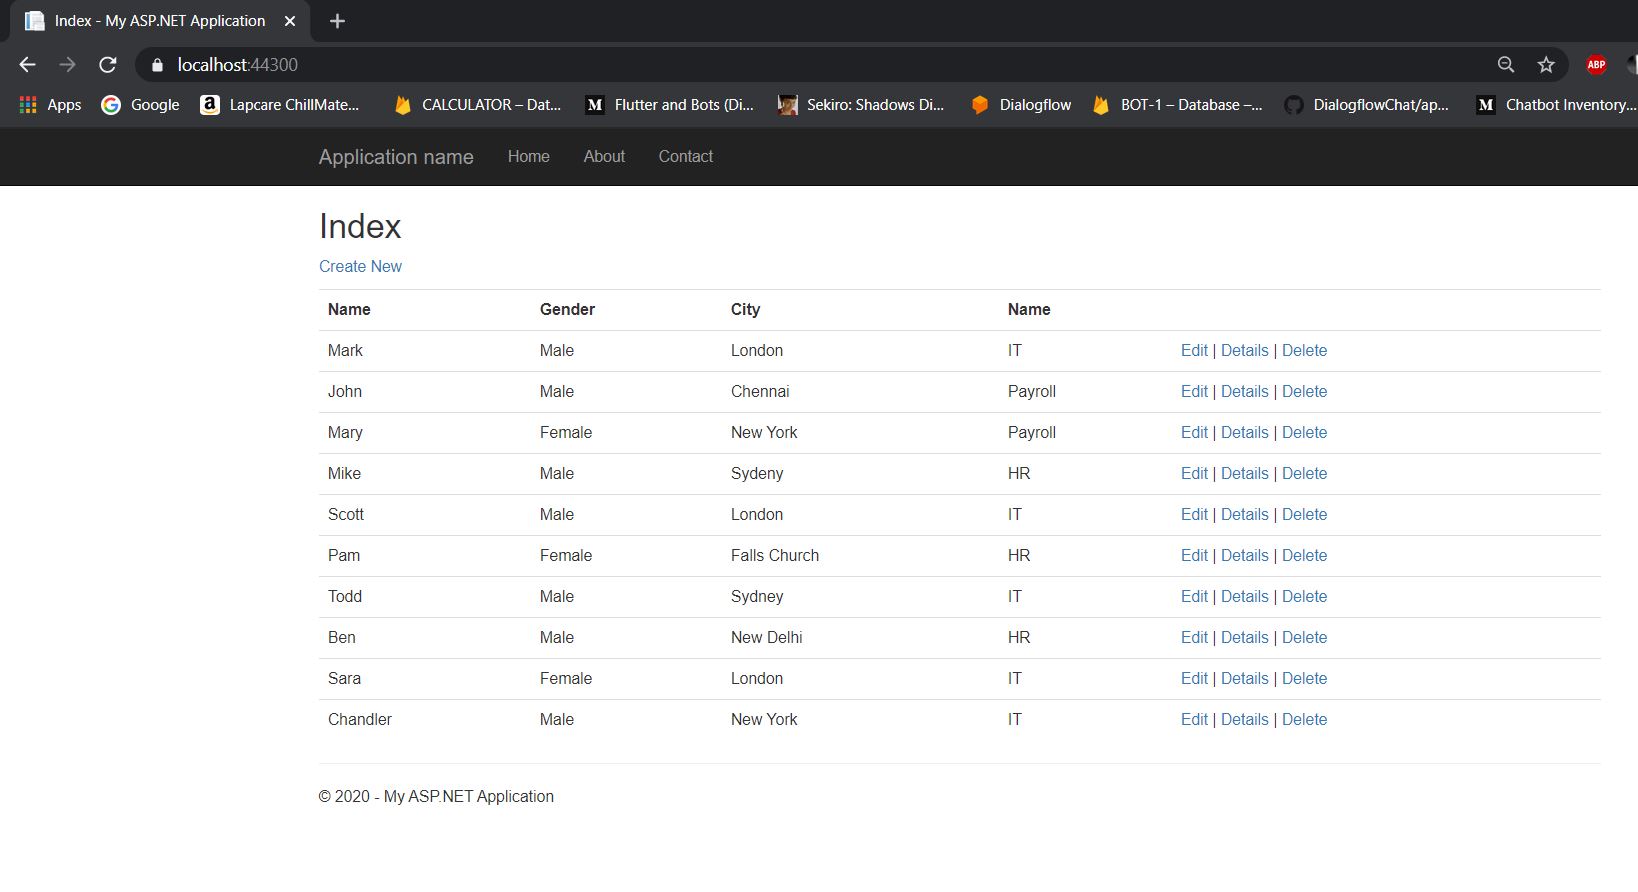 Index - My ASP.NET Application
localhost:44300
ABP
Apps Google Lapcare ChillMate... CALCULATOR – Dat... Flutter and Bots (Di... Sekiro: Shadows Di... Dialogflow BOT-1 – Database –... DialogflowChat/ap... Chatbot Inventory...
Application name Home About Contact
Index
Create New
Name Gender City Name
Mark Male London IT Edit | Details | Delete
John Male Chennai Payroll Edit | Details | Delete
Mary Female New York Payroll Edit | Details | Delete
Mike Male Sydeny HR Edit | Details | Delete
Scott Male London IT Edit | Details | Delete
Pam Female Falls Church HR Edit | Details | Delete
Todd Male Sydney IT Edit | Details | Delete
Ben Male New Delhi HR Edit | Details | Delete
Sara Female London IT Edit | Details | Delete
Chandler Male New York IT Edit | Details | Delete
© 2020 - My ASP.NET Application